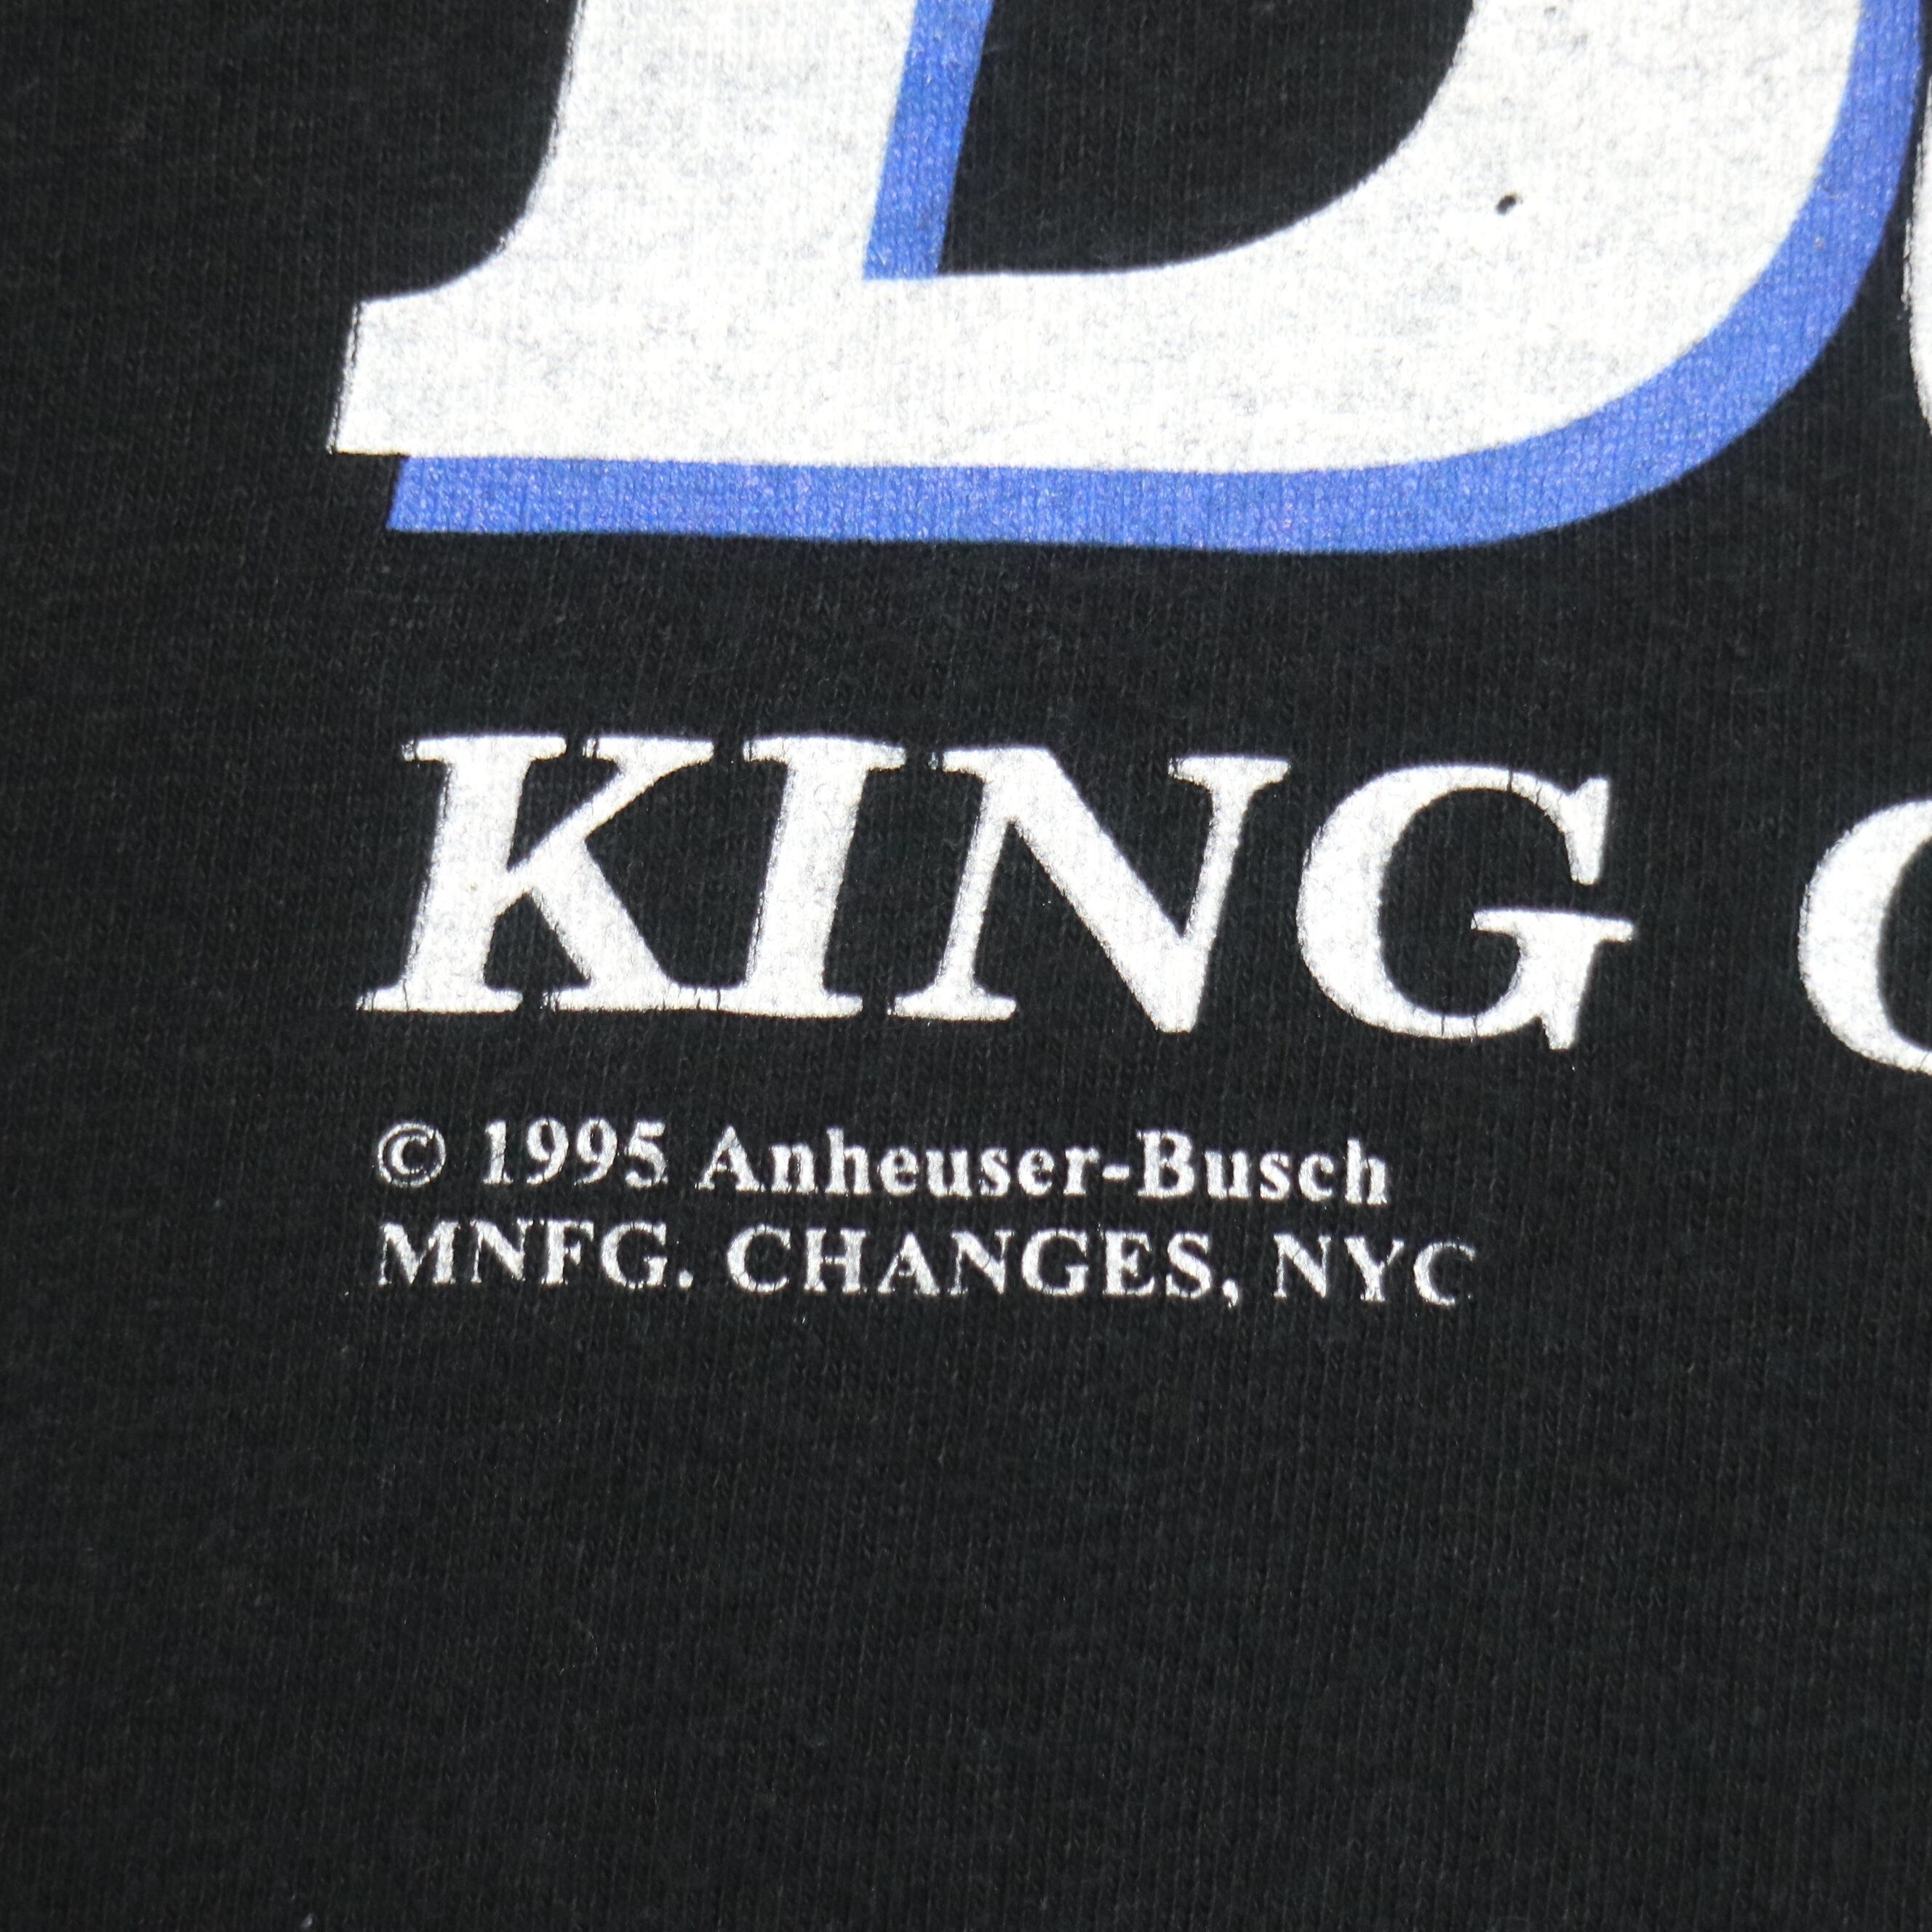 KING
© 1995 Anheuser-Busch
MNFG. CHANGES, NYC